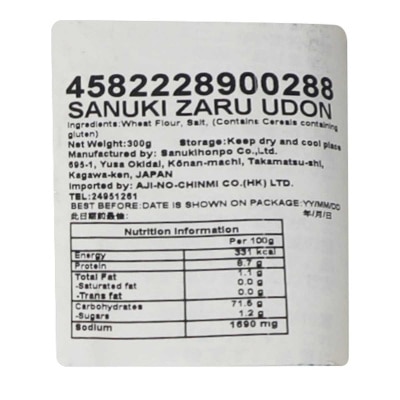 4582228900288
SANUKI ZARU UDON
Ingredients:Wheat Flour, Salt, (Contains Cereals containing
gluten)
Net Weight:300g Storage:Keep dry and cool place
Manufactured by: Sanukihonpo Co.,Ltd.
695-1, Yusa Okidai, Kōnan-machi, Takamatsu-shi,
Kagawa-ken, JAPAN
Imported by: AJI-NO-CHINMI CO.(HK) LTD.
TEL:24951261
BEST BEFORE:DATE IS SHOWN ON PACKAGE:YY/MM/DD
此日期前最佳: 年/月/日
Nutrition Information
Per 100g
Energy 331 kcal
Protein 8.7 g
Total Fat 1.1 g
-Saturated fat 0.0 g
-Trans fat 0.0 g
Carbohydrates 71.6 g
-Sugars 1.2 g
Sodium 1690 mg